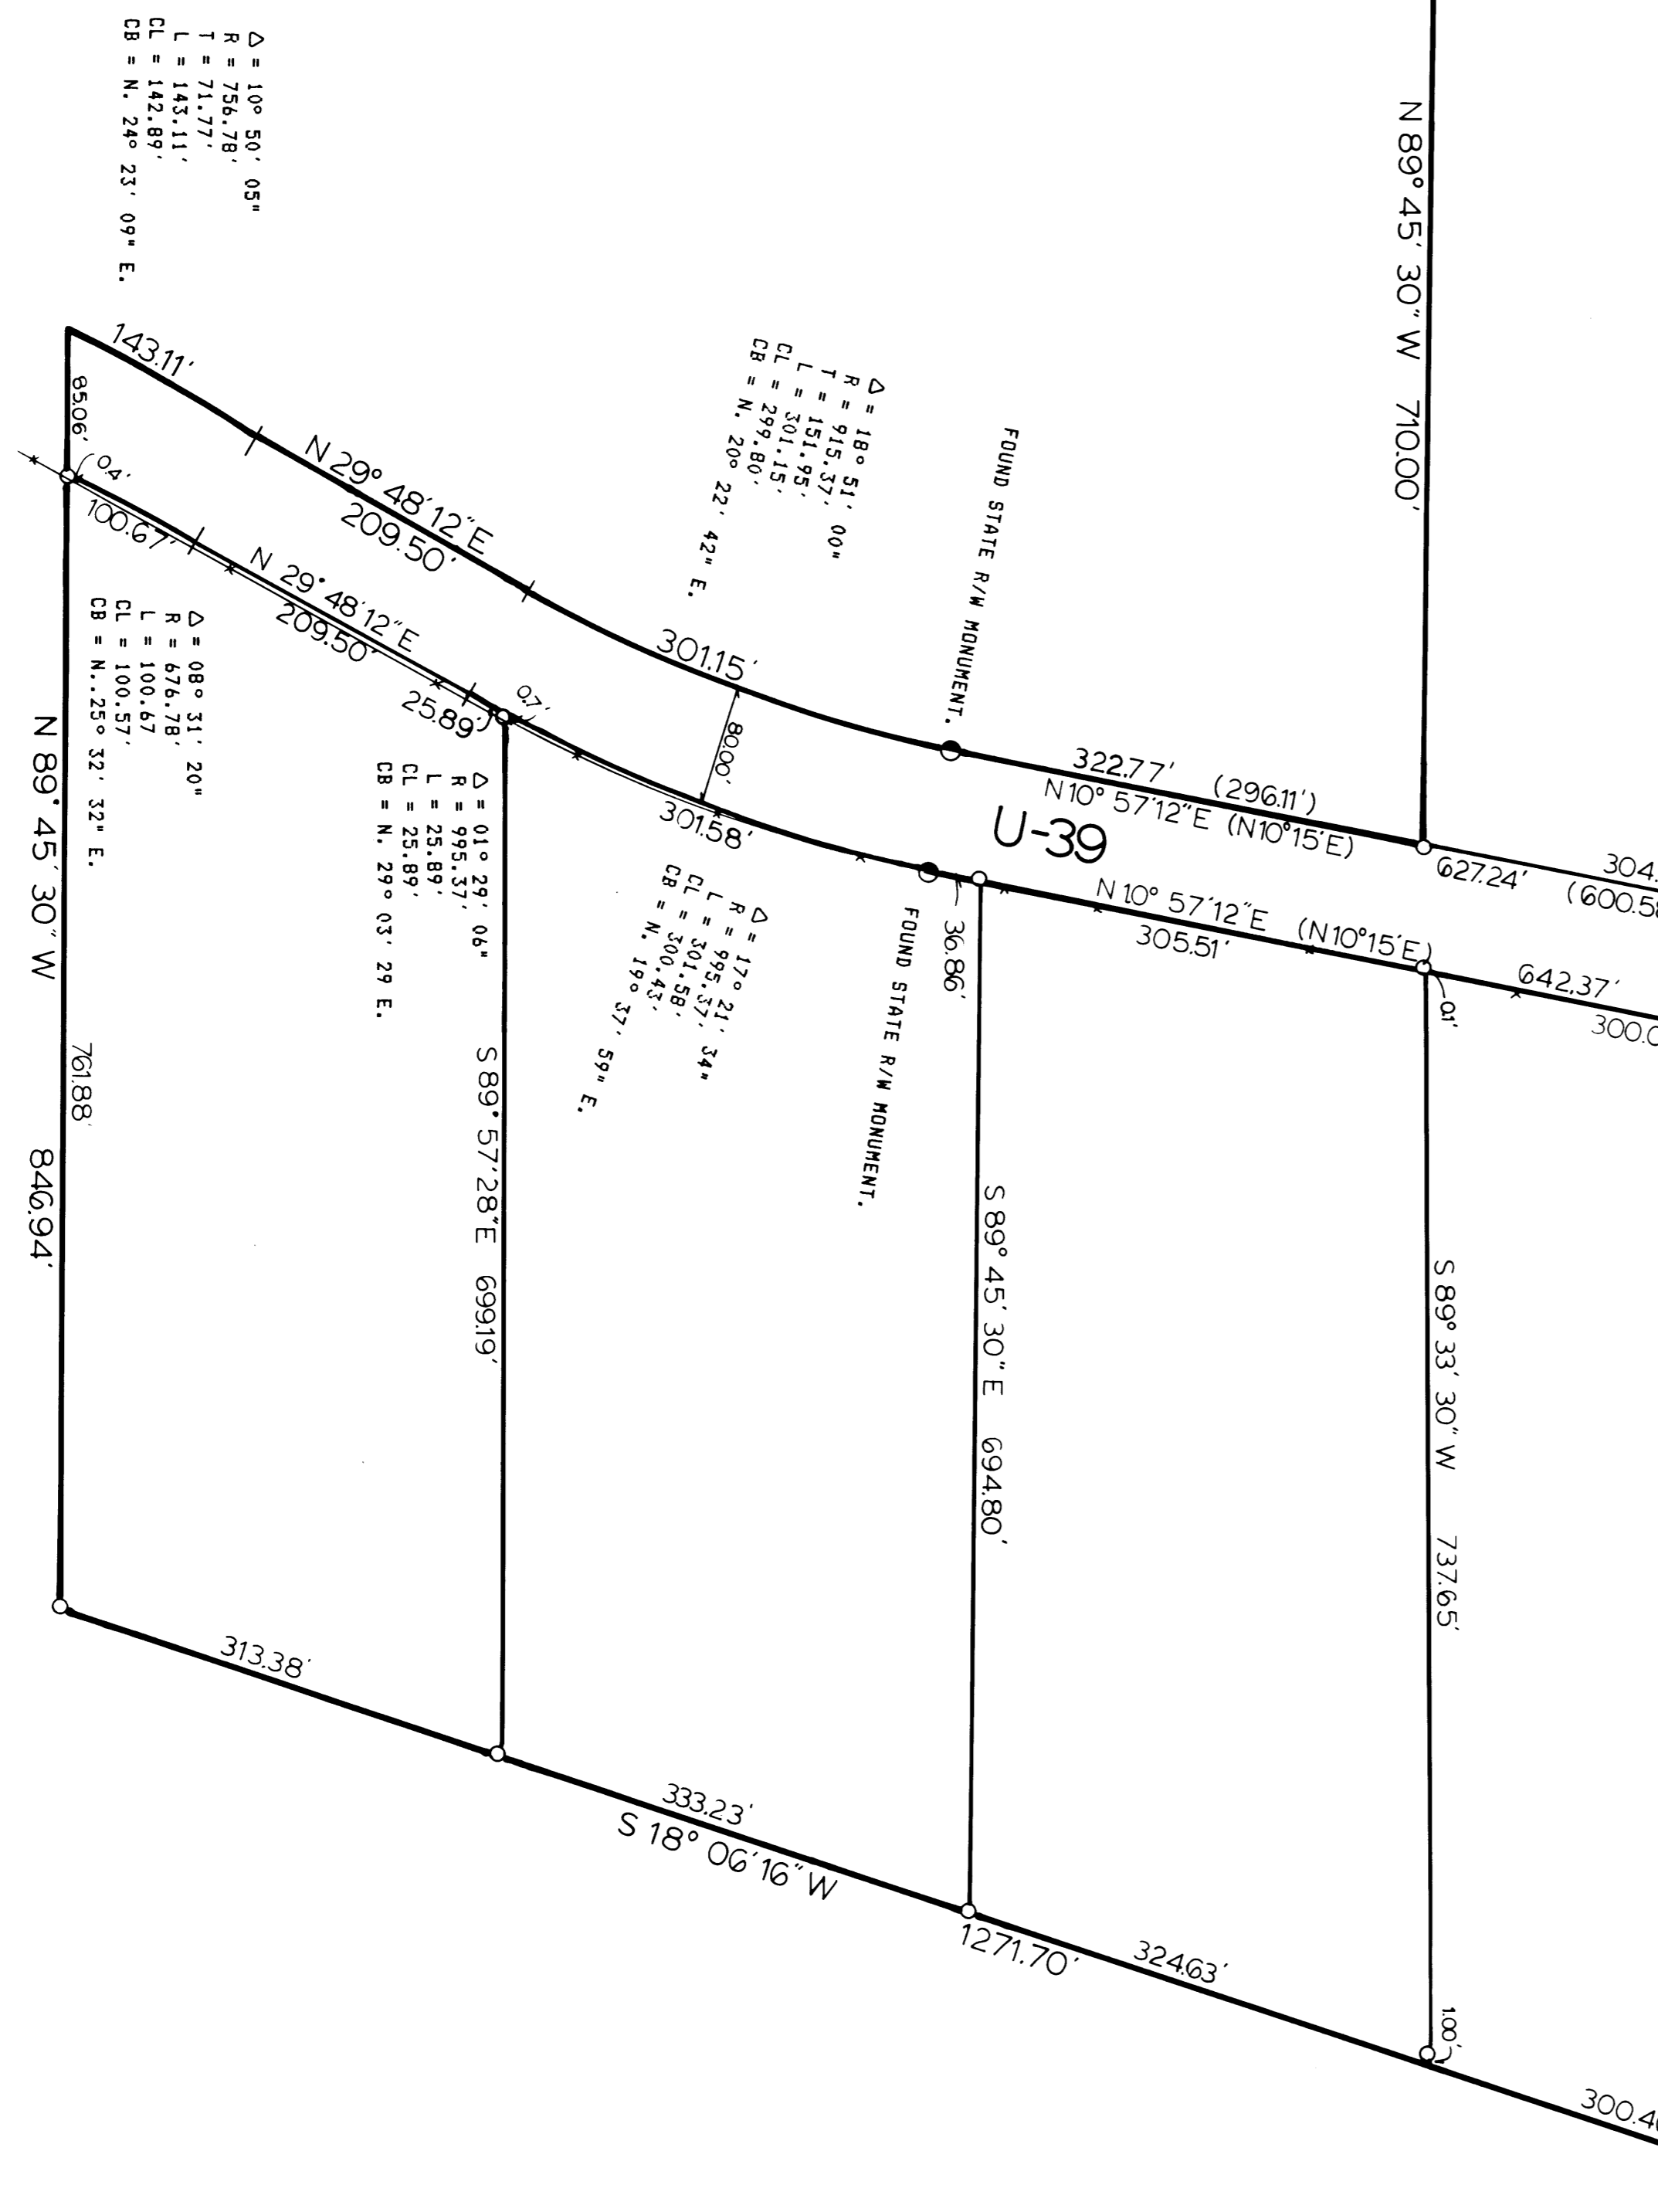 Δ = 10° 50' 05"
R = 756.78'
T = 71.77'
L = 143.11'
CL = 142.89'
CB = N. 24° 23' 09" E.
N 89° 45' 30" W 710.00'
Δ = 18° 51' 00"
R = 915.37'
T = 151.95'
L = 301.15'
CL = 299.80'
CB = N. 20° 22' 42" E.
FOUND STATE R/W MONUMENT.
143.11'
85.06'
0.4'
100.67'
N 29° 48' 12" E
209.50'
N 29° 48' 12" E
209.50'
25.89'
0.7'
301.15'
80.00'
301.58'
322.77' (296.11')
N 10° 57' 12" E (N 10° 15' E)
U-39
627.24'
304.
(600.58
N 10° 57' 12" E (N 10° 15' E)
305.51'
36.86'
0.1'
642.37'
300.0
FOUND STATE R/W MONUMENT.
Δ = 08° 31' 20"
R = 676.78'
L = 100.67
CL = 100.57'
CB = N..25° 32' 32" E.
Δ = 01° 29' 06"
R = 995.37'
L = 25.89'
CL = 25.89'
CB = N. 29° 03' 29 E.
Δ = 17° 21' 34"
R = 995.37'
L = 301.58'
CL = 300.43'
CB = N. 19° 37' 59" E.
N 89° 45' 30" W 846.94'
761.88'
S 89° 57' 28" E 699.19'
S 89° 45' 30" E 694.80'
S 89° 33' 30" W 737.65'
1.00'
313.38'
333.23'
S 18° 06' 16" W
1271.70'
324.63'
300.4